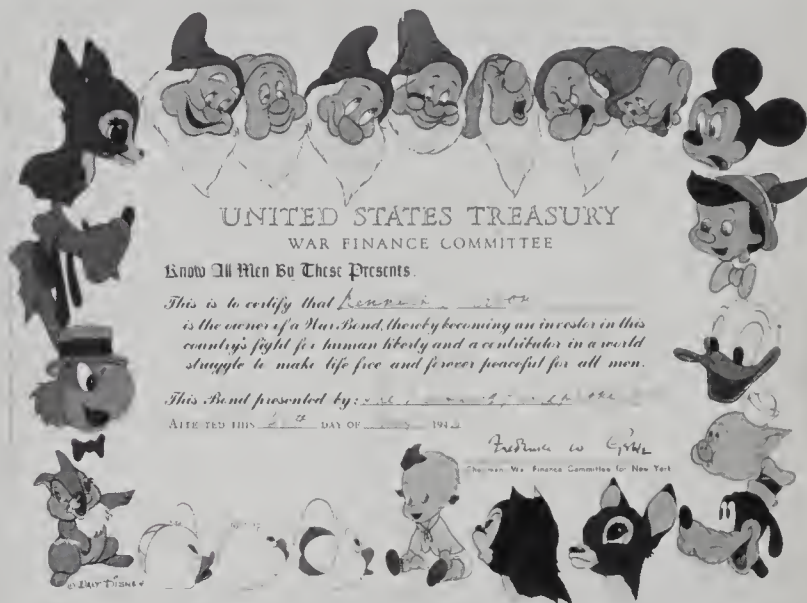 UNITED STATES TREASURY
WAR FINANCE COMMITTEE
Know All Men By These Presents.
This is to certify that
is the owner of a War Bond, thereby becoming an investor in this
country's fight for human liberty and a contributor in a world
struggle to make life free and forever peaceful for all men.
This Bond presented by:
ATTESTED THIS DAY OF 194
Frederick W
Chairman War Finance Committee for New York
© WALT DISNEY